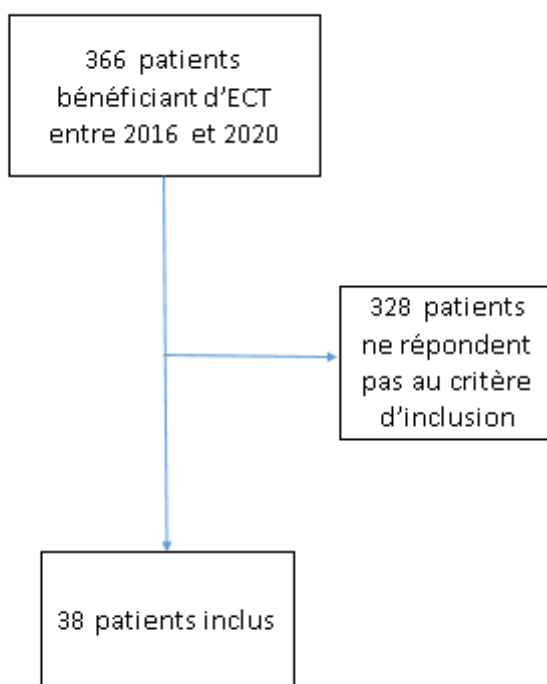 366 patients
bénéficiant d'ECT
entre 2016 et 2020
328 patients
ne répondent
pas au critère
d'inclusion
38 patients inclus